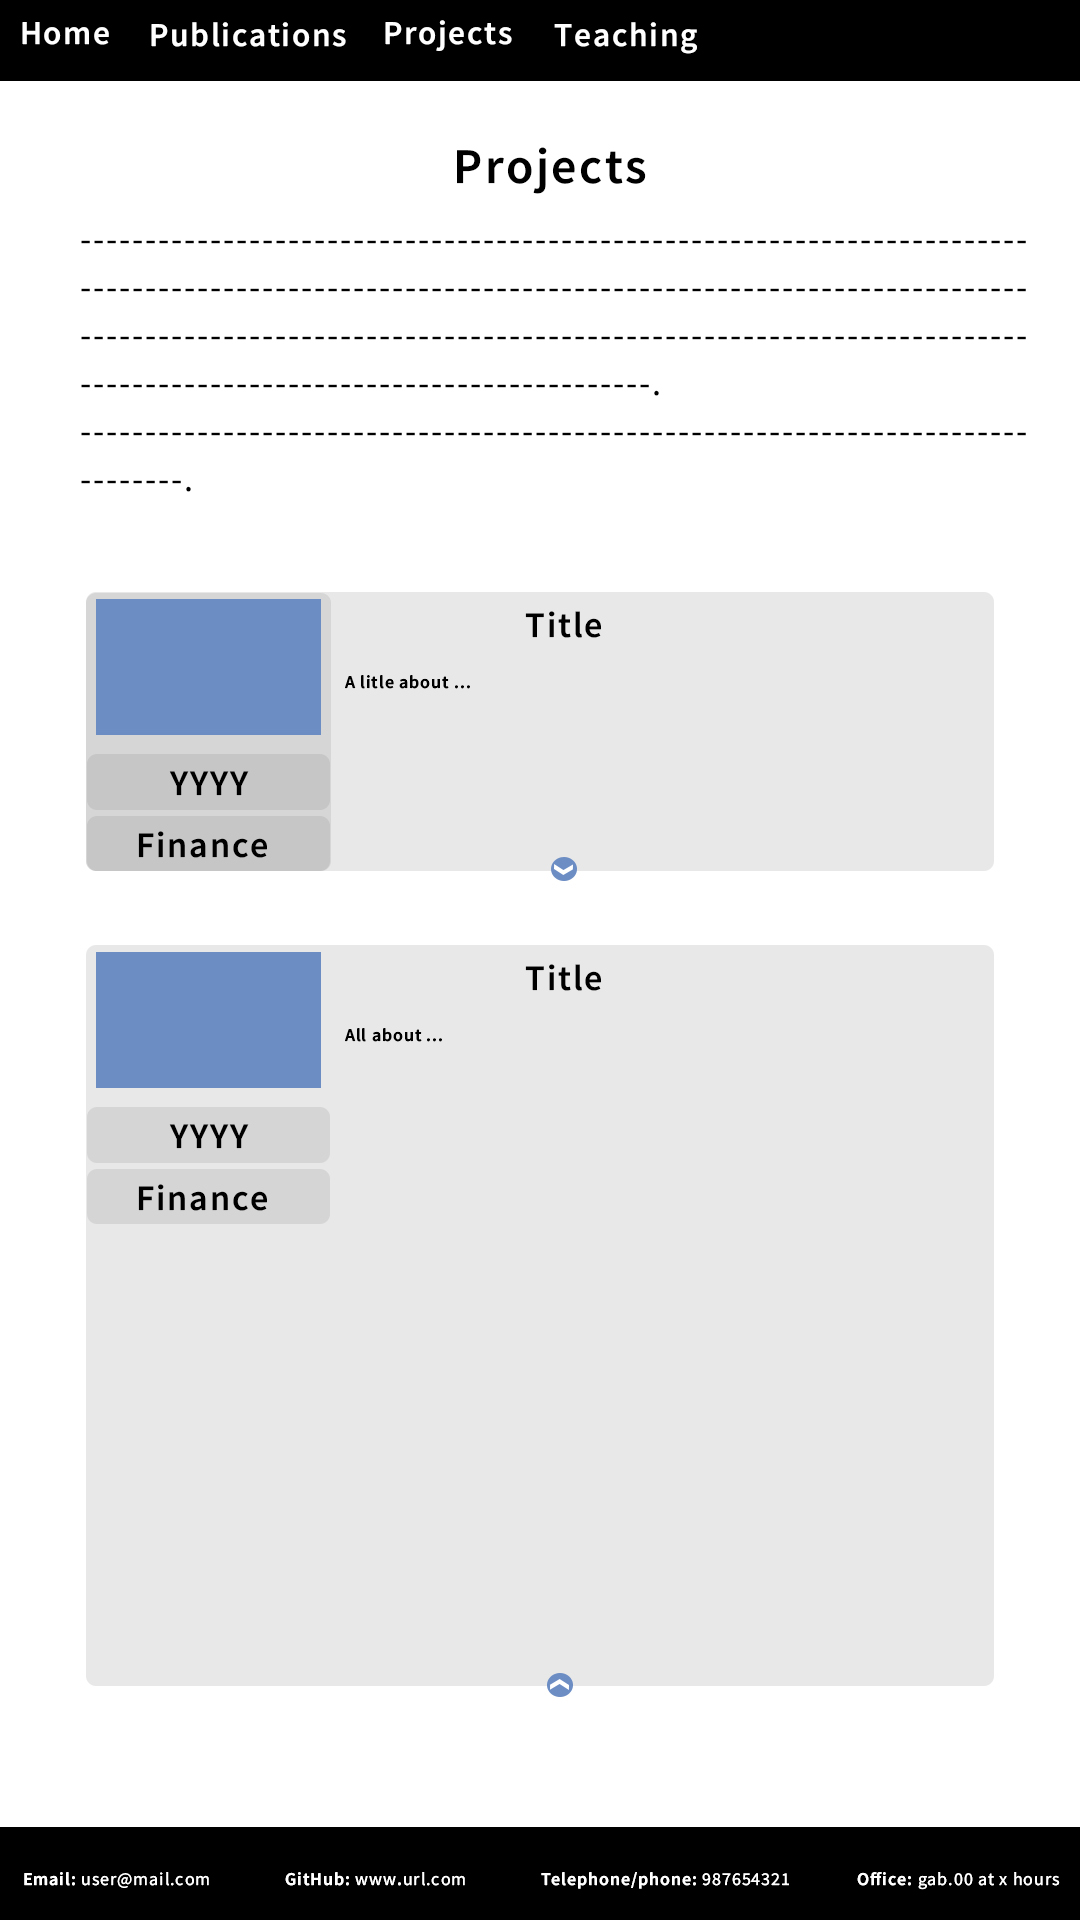 Home Publications Projects Teaching
Projects
-------------------------------------------------------------------------
-------------------------------------------------------------------------
-------------------------------------------------------------------------
--------------------------------------------.
-------------------------------------------------------------------------
--------.
Title
A litle about ...
YYYY
Finance
Title
All about ...
YYYY
Finance
Email: user@mail.com GitHub: www.url.com Telephone/phone: 987654321 Office: gab.00 at x hours